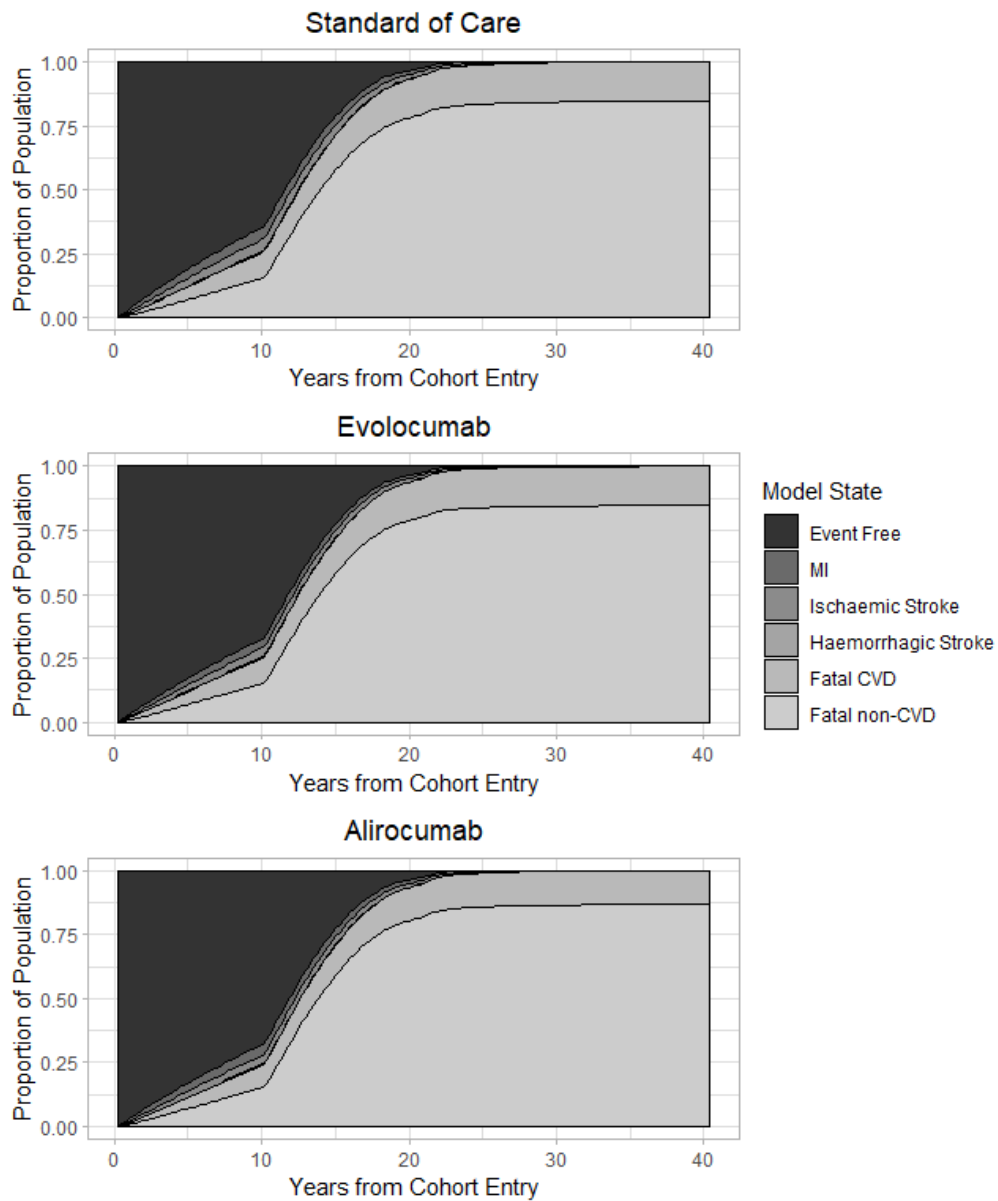 Standard of Care
1.00
0.75
0.50
0.25
0.00
Proportion of Population
0 10 20 30 40
Years from Cohort Entry
Evolocumab
1.00
0.75
0.50
0.25
0.00
Proportion of Population
0 10 20 30 40
Years from Cohort Entry
Model State
Event Free
MI
Ischaemic Stroke
Haemorrhagic Stroke
Fatal CVD
Fatal non-CVD
Alirocumab
1.00
0.75
0.50
0.25
0.00
Proportion of Population
0 10 20 30 40
Years from Cohort Entry